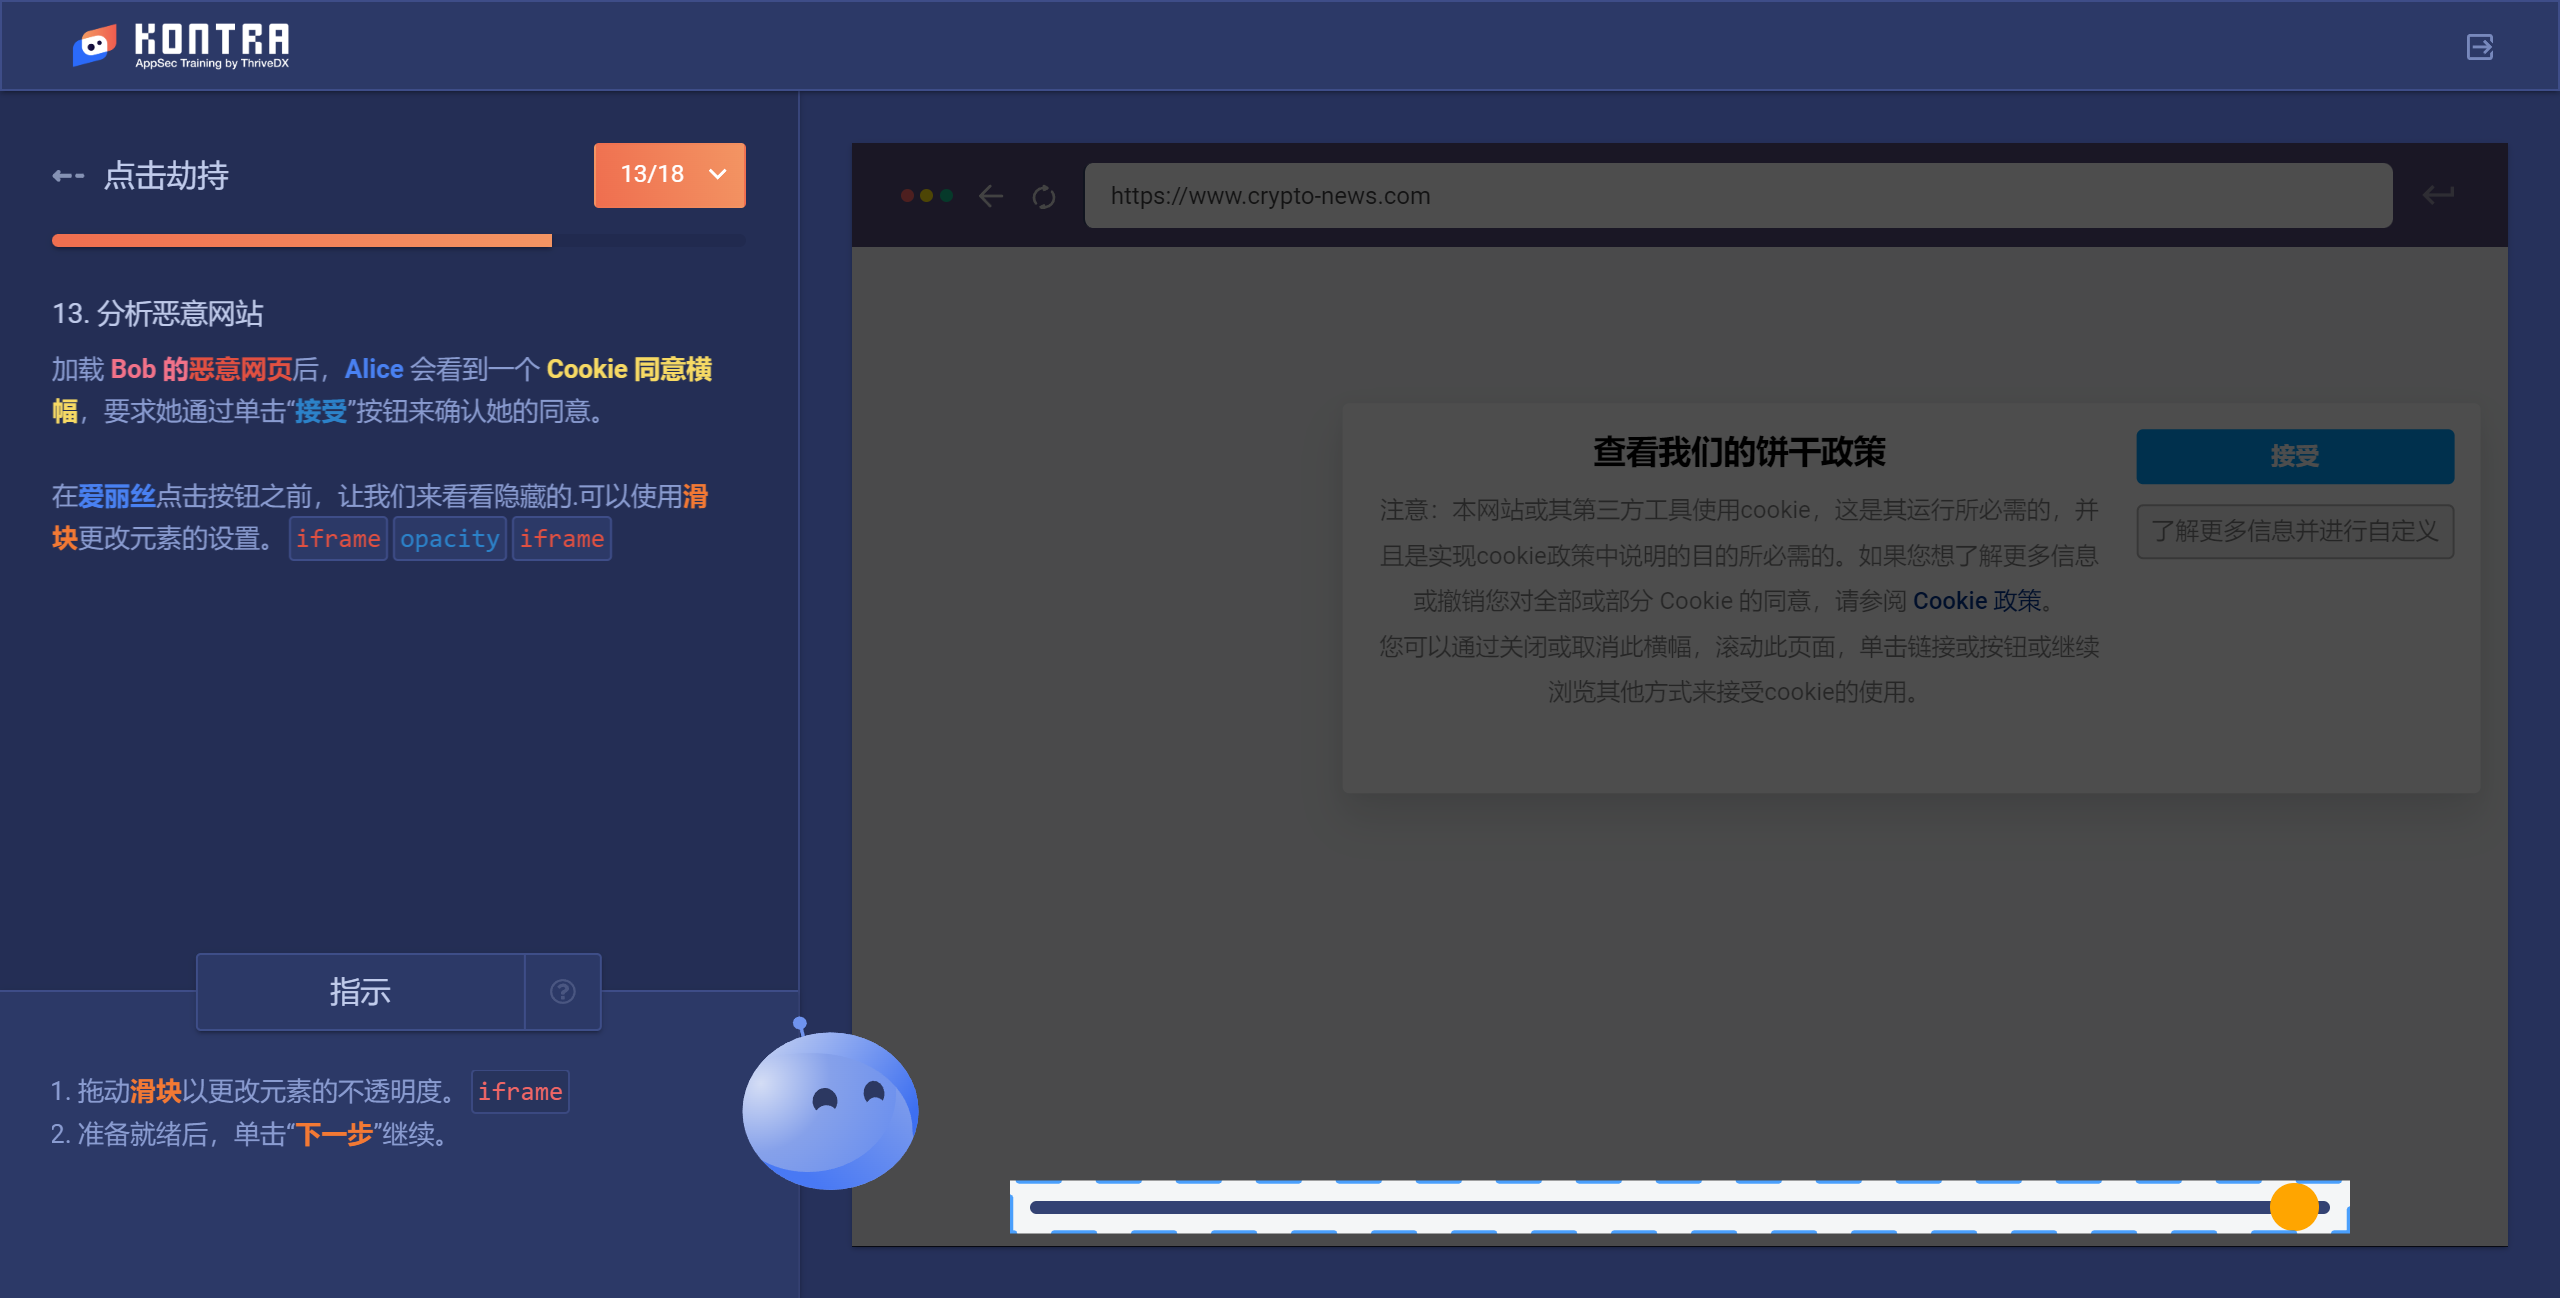 KONTRA
AppSec Training by ThriveDX
点击劫持
13/18
13. 分析恶意网站
加载 Bob 的恶意网页后，Alice 会看到一个 Cookie 同意横
幅，要求她通过单击“接受”按钮来确认她的同意。
在爱丽丝点击按钮之前，让我们来看看隐藏的.可以使用滑
块更改元素的设置。 iframe opacity iframe
指示
1. 拖动滑块以更改元素的不透明度。 iframe
2. 准备就绪后，单击“下一步”继续。
https://www.crypto-news.com
查看我们的饼干政策
注意：本网站或其第三方工具使用cookie，这是其运行所必需的，并
且是实现cookie政策中说明的目的所必需的。如果您想了解更多信息
或撤销您对全部或部分 Cookie 的同意，请参阅 Cookie 政策。
您可以通过关闭或取消此横幅，滚动此页面，单击链接或按钮或继续
浏览其他方式来接受cookie的使用。
接受
了解更多信息并进行自定义